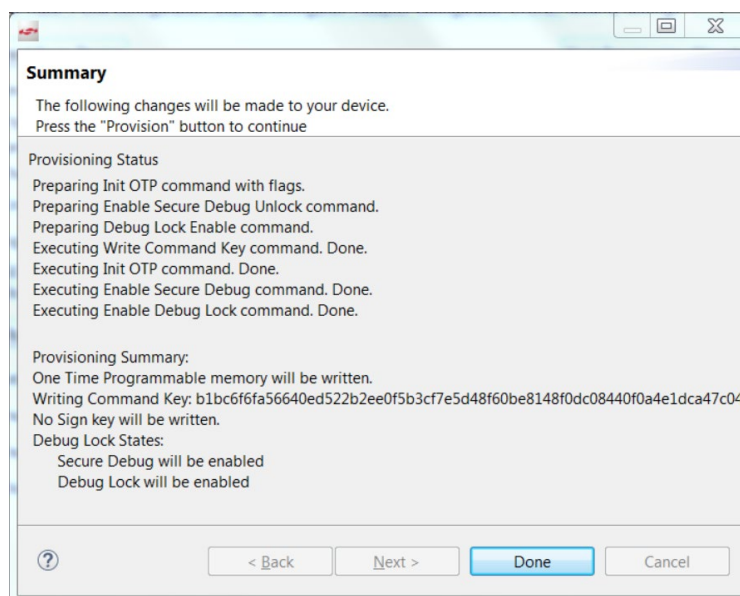 Summary
The following changes will be made to your device.
Press the "Provision" button to continue
Provisioning Status
Preparing Init OTP command with flags.
Preparing Enable Secure Debug Unlock command.
Preparing Debug Lock Enable command.
Executing Write Command Key command. Done.
Executing Init OTP command. Done.
Executing Enable Secure Debug command. Done.
Executing Enable Debug Lock command. Done.
Provisioning Summary:
One Time Programmable memory will be written.
Writing Command Key: b1bc6f6fa56640ed522b2ee0f5b3cf7e5d48f60be8148f0dc08440f0a4e1dca47c04
No Sign key will be written.
Debug Lock States:
Secure Debug will be enabled
Debug Lock will be enabled
?
< Back
Next >
Done
Cancel